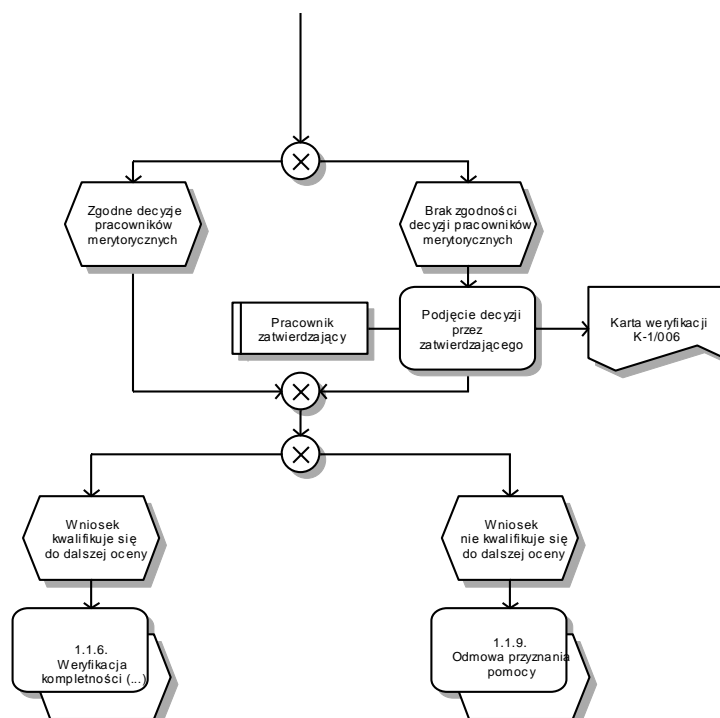 Zgodne decyzje
pracowników
merytorycznych
Brak zgodności
decyzji pracowników
merytorycznych
Pracownik
zatwierdzający
Podjęcie decyzji
przez
zatwierdzającego
Karta weryfikacji
K-1/006
Wniosek
kwalifikuje się
do dalszej oceny
Wniosek
nie kwalifikuje się
do dalszej oceny
1.1.6.
Weryfikacja
kompletności (...)
1.1.9.
Odmowa przyznania
pomocy